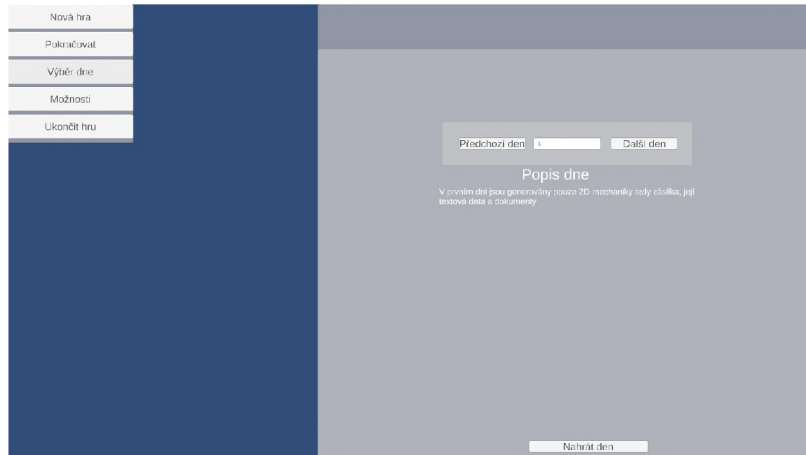 Nová hra
Pokračovat
Výběr dne
Možnosti
Ukončit hru
Předchozí den 1 Další den
Popis dne
V prvním dni jsou generovány pouze 2D mechaniky tedy zásilka, její
textová data a dokumenty
Nahrát den